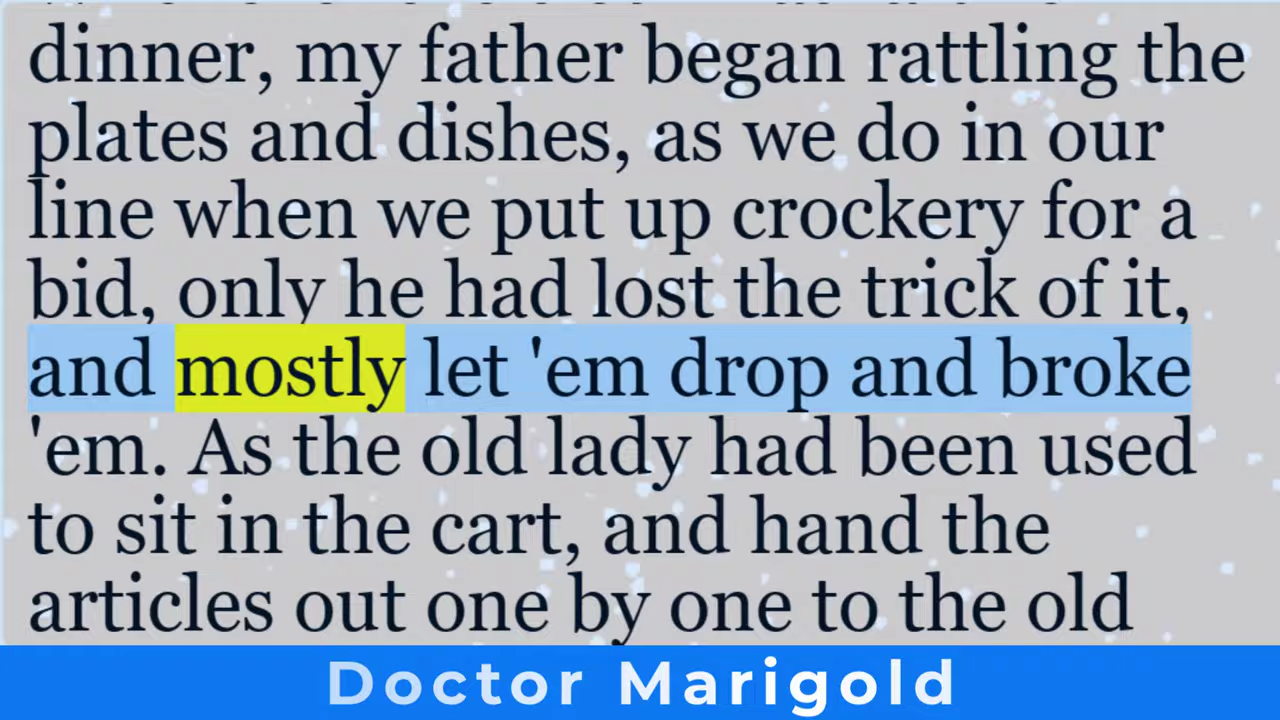 dinner, my father began rattling the
plates and dishes, as we do in our
line when we put up crockery for a
bid, only he had lost the trick of it,
and mostly let 'em drop and broke
'em. As the old lady had been used
to sit in the cart, and hand the
articles out one by one to the old
Doctor Marigold